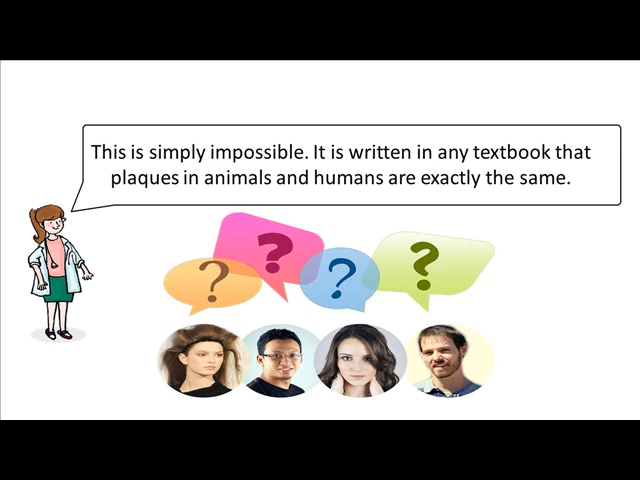 This is simply impossible. It is written in any textbook that
plaques in animals and humans are exactly the same.
? ? ? ?